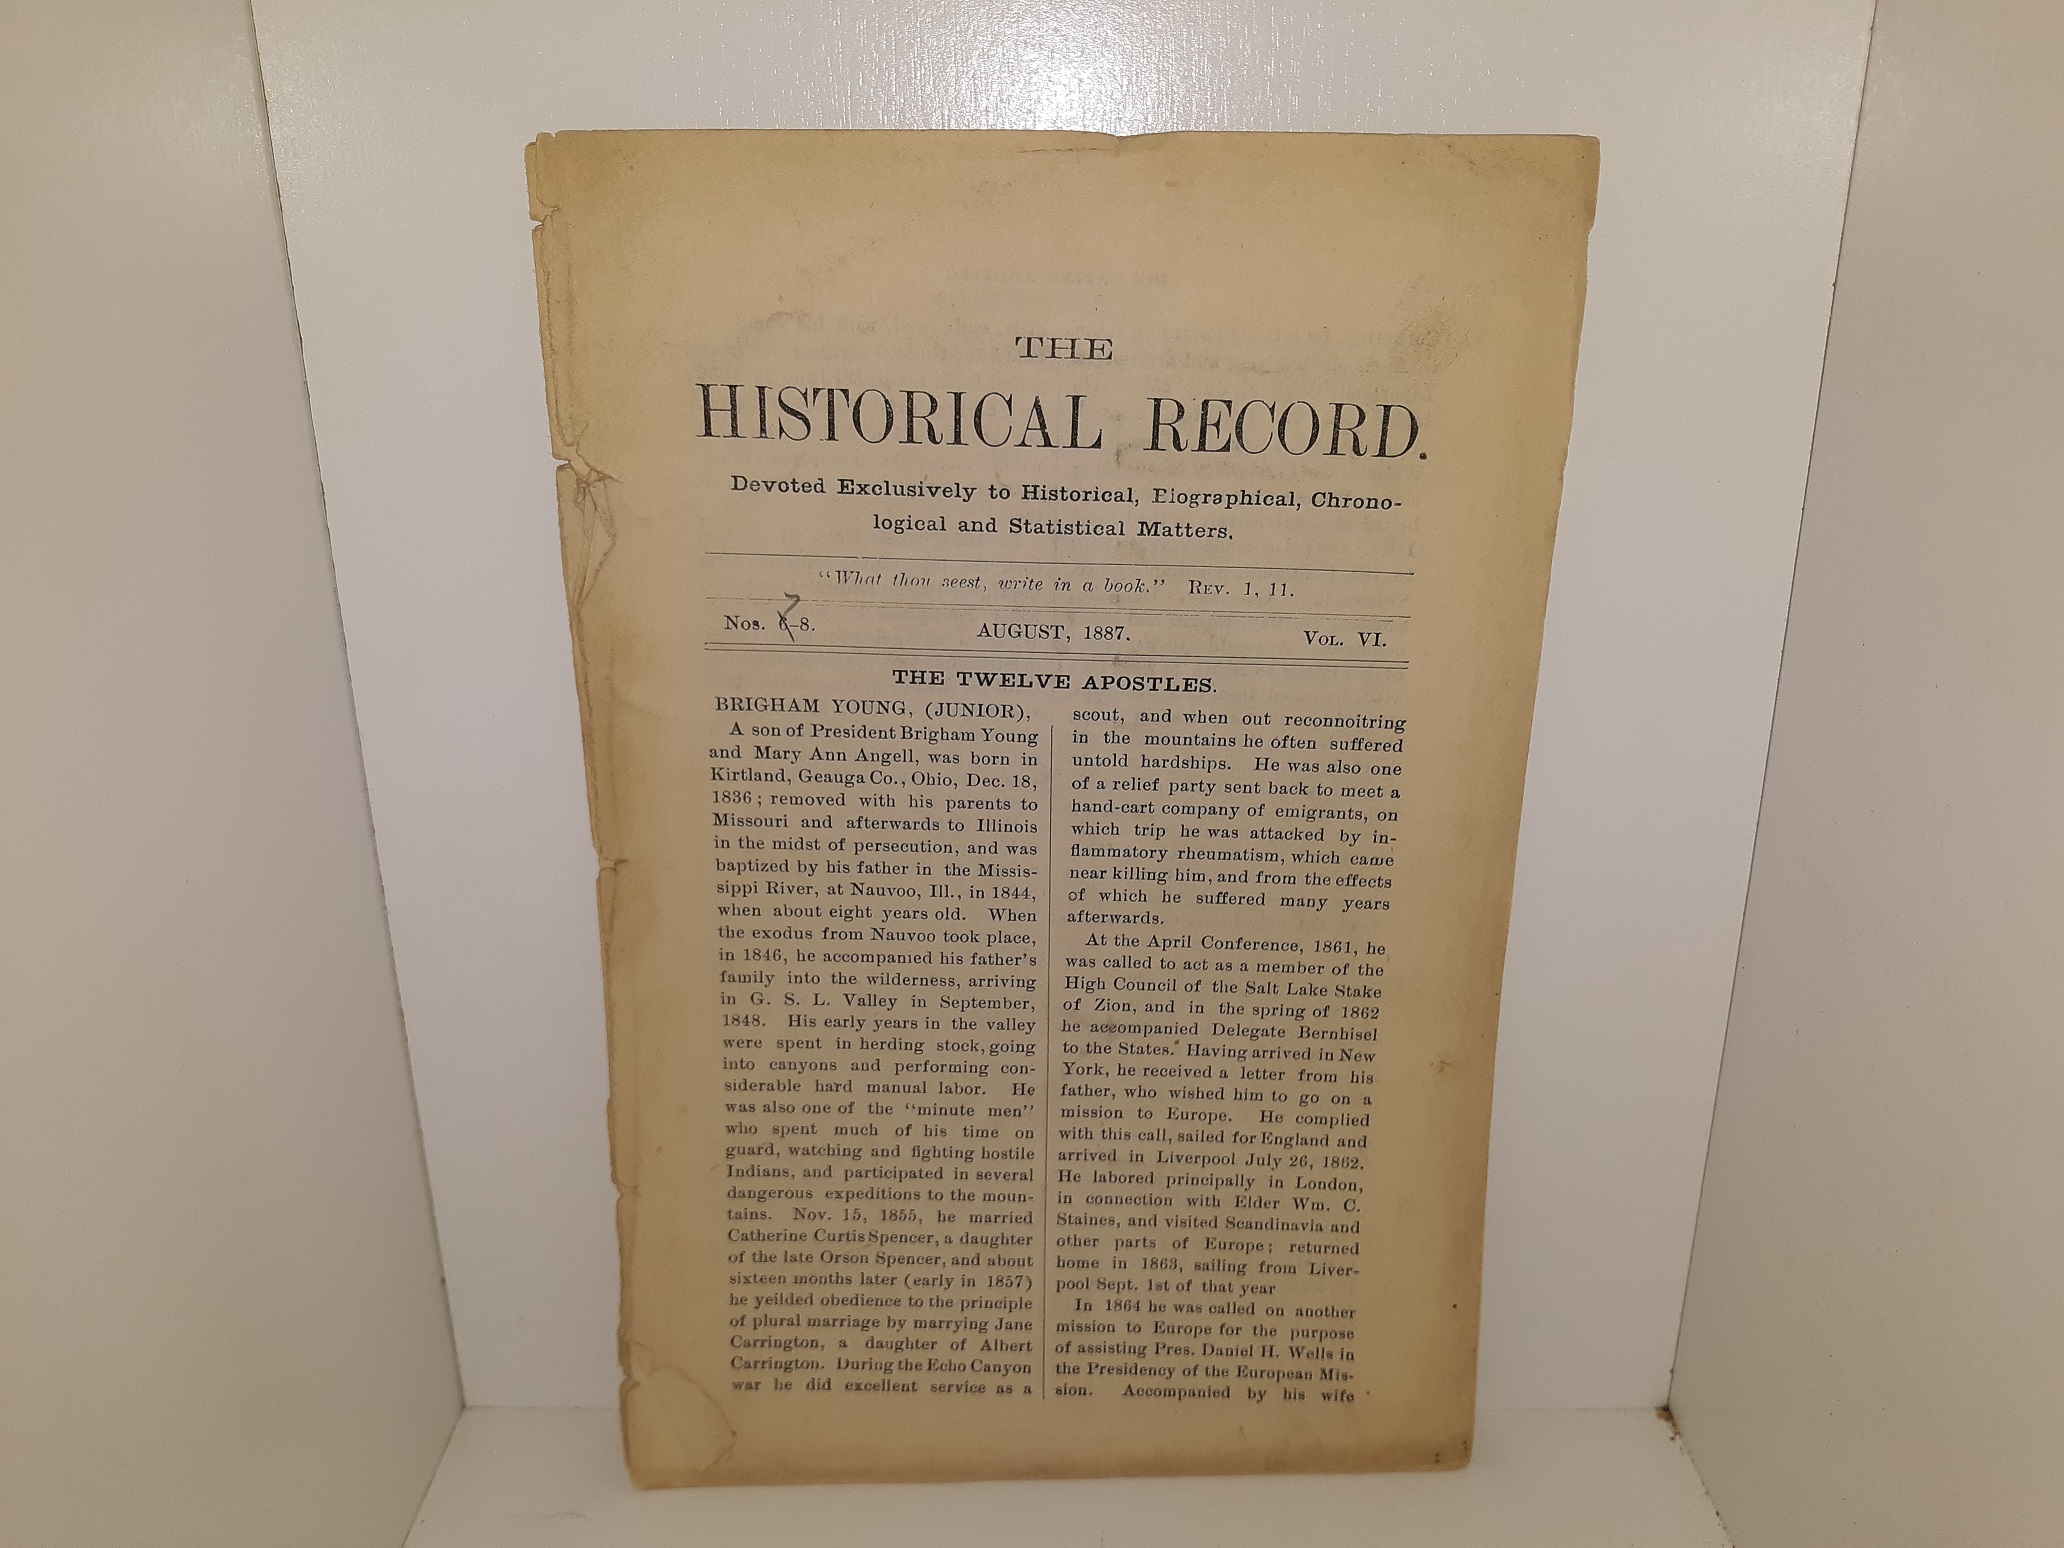 THE
HISTORICAL RECORD.
Devoted Exclusively to Historical, Biographical, Chrono-
logical and Statistical Matters.
“What thou seest, write in a book.” REV. 1, 11.
7
Nos. 6-8. AUGUST, 1887. VOL. VI.
THE TWELVE APOSTLES.
BRIGHAM YOUNG, (JUNIOR),
A son of President Brigham Young
and Mary Ann Angell, was born in
Kirtland, Geauga Co., Ohio, Dec. 18,
1836; removed with his parents to
Missouri and afterwards to Illinois
in the midst of persecution, and was
baptized by his father in the Missis-
sippi River, at Nauvoo, Ill., in 1844,
when about eight years old. When
the exodus from Nauvoo took place,
in 1846, he accompanied his father's
family into the wilderness, arriving
in G. S. L. Valley in September,
1848. His early years in the valley
were spent in herding stock, going
into canyons and performing con-
siderable hard manual labor. He
was also one of the “minute men”
who spent much of his time on
guard, watching and fighting hostile
Indians, and participated in several
dangerous expeditions to the moun-
tains. Nov. 15, 1855, he married
Catherine Curtis Spencer, a daughter
of the late Orson Spencer, and about
sixteen months later (early in 1857)
he yeilded obedience to the principle
of plural marriage by marrying Jane
Carrington, a daughter of Albert
Carrington. During the Echo Canyon
war he did excellent service as a
scout, and when out reconnoitring
in the mountains he often suffered
untold hardships. He was also one
of a relief party sent back to meet a
hand-cart company of emigrants, on
which trip he was attacked by in-
flammatory rheumatism, which came
near killing him, and from the effects
of which he suffered many years
afterwards.
At the April Conference, 1861, he
was called to act as a member of the
High Council of the Salt Lake Stake
of Zion, and in the spring of 1862
he accompanied Delegate Bernhisel
to the States. Having arrived in New
York, he received a letter from his
father, who wished him to go on a
mission to Europe. He complied
with this call, sailed for England and
arrived in Liverpool July 26, 1862.
He labored principally in London,
in connection with Elder Wm. C.
Staines, and visited Scandinavia and
other parts of Europe; returned
home in 1863, sailing from Liver-
pool Sept. 1st of that year
In 1864 he was called on another
mission to Europe for the purpose
of assisting Pres. Daniel H. Wells in
the Presidency of the European Mis-
sion. Accompanied by his wife